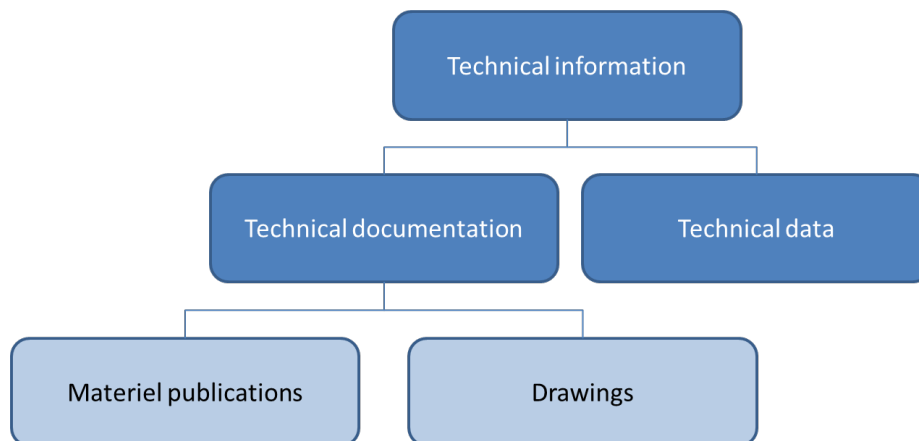 Technical information
Technical documentation
Technical data
Materiel publications
Drawings